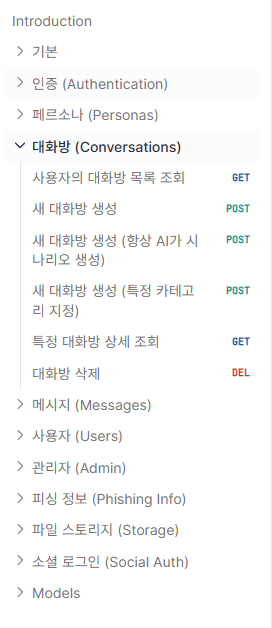 Introduction
기본
인증 (Authentication)
페르소나 (Personas)
대화방 (Conversations)
사용자의 대화방 목록 조회 GET
새 대화방 생성 POST
새 대화방 생성 (항상 AI가 시 POST
나리오 생성)
새 대화방 생성 (특정 카테고 POST
리 지정)
특정 대화방 상세 조회 GET
대화방 삭제 DEL
메시지 (Messages)
사용자 (Users)
관리자 (Admin)
피싱 정보 (Phishing Info)
파일 스토리지 (Storage)
소셜 로그인 (Social Auth)
Models